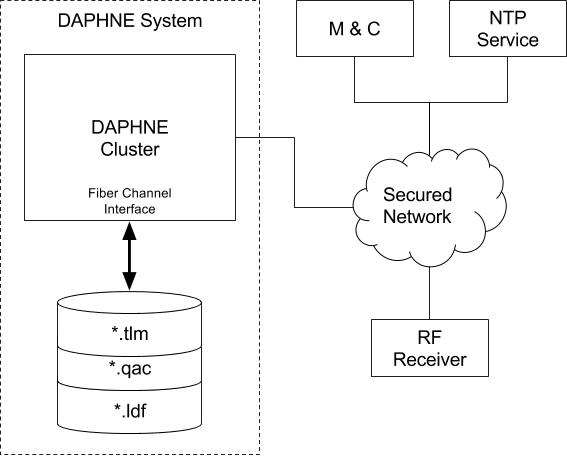 DAPHNE System
M & C
NTP
Service
DAPHNE
Cluster
Fiber Channel
Interface
Secured
Network
*.tlm
*.qac
*.ldf
RF
Receiver